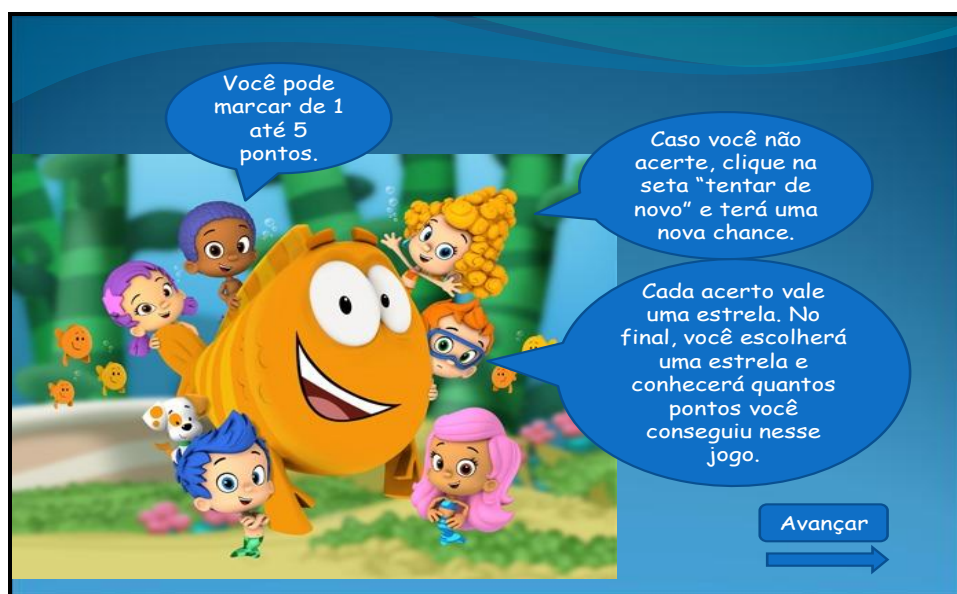 Você pode
marcar de 1
até 5
pontos.
Caso você não
acerte, clique na
seta “tentar de
novo” e terá uma
nova chance.
Cada acerto vale
uma estrela. No
final, você escolherá
uma estrela e
conhecerá quantos
pontos você
conseguiu nesse
jogo.
Avançar